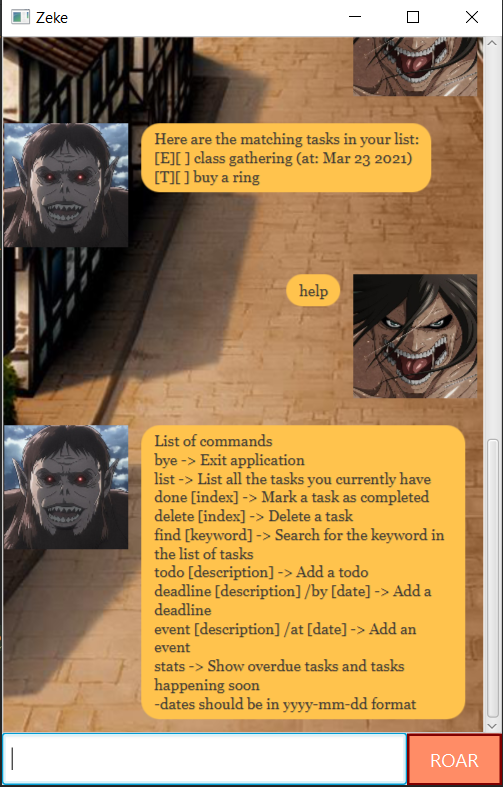 Zeke
Here are the matching tasks in your list:
[E][ ] class gathering (at: Mar 23 2021)
[T][ ] buy a ring
help
List of commands
bye -> Exit application
list -> List all the tasks you currently have
done [index] -> Mark a task as completed
delete [index] -> Delete a task
find [keyword] -> Search for the keyword in
the list of tasks
todo [description] -> Add a todo
deadline [description] /by [date] -> Add a
deadline
event [description] /at [date] -> Add an
event
stats -> Show overdue tasks and tasks
happening soon
-dates should be in yyyy-mm-dd format
ROAR